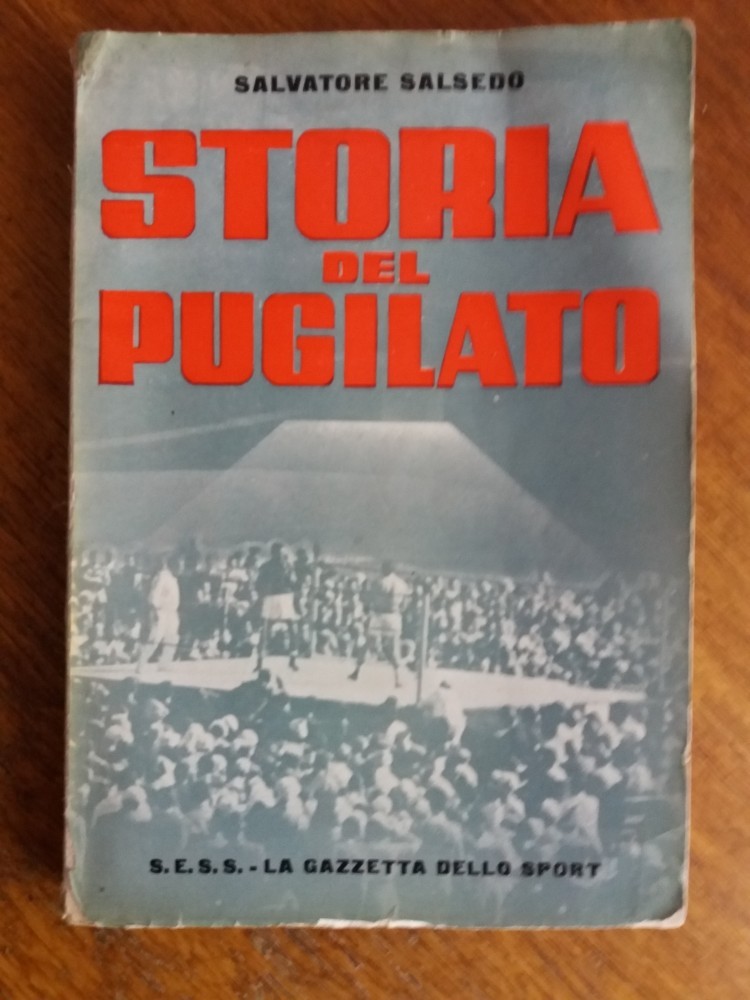 SALVATORE SALSEDO
STORIA
DEL
PUGILATO
S.E.S.S. - LA GAZZETTA DELLO SPORT